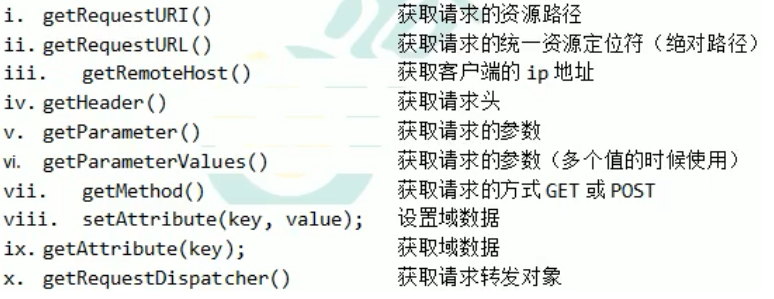 i. getRequestURI() 获取请求的资源路径
ii. getRequestURL() 获取请求的统一资源定位符（绝对路径）
iii. getRemoteHost() 获取客户端的 ip 地址
iv. getHeader() 获取请求头
v. getParameter() 获取请求的参数
vi. getParameterValues() 获取请求的参数（多个值的时候使用）
vii. getMethod() 获取请求的方式 GET 或 POST
viii. setAttribute(key, value); 设置域数据
ix. getAttribute(key); 获取域数据
x. getRequestDispatcher() 获取请求转发对象